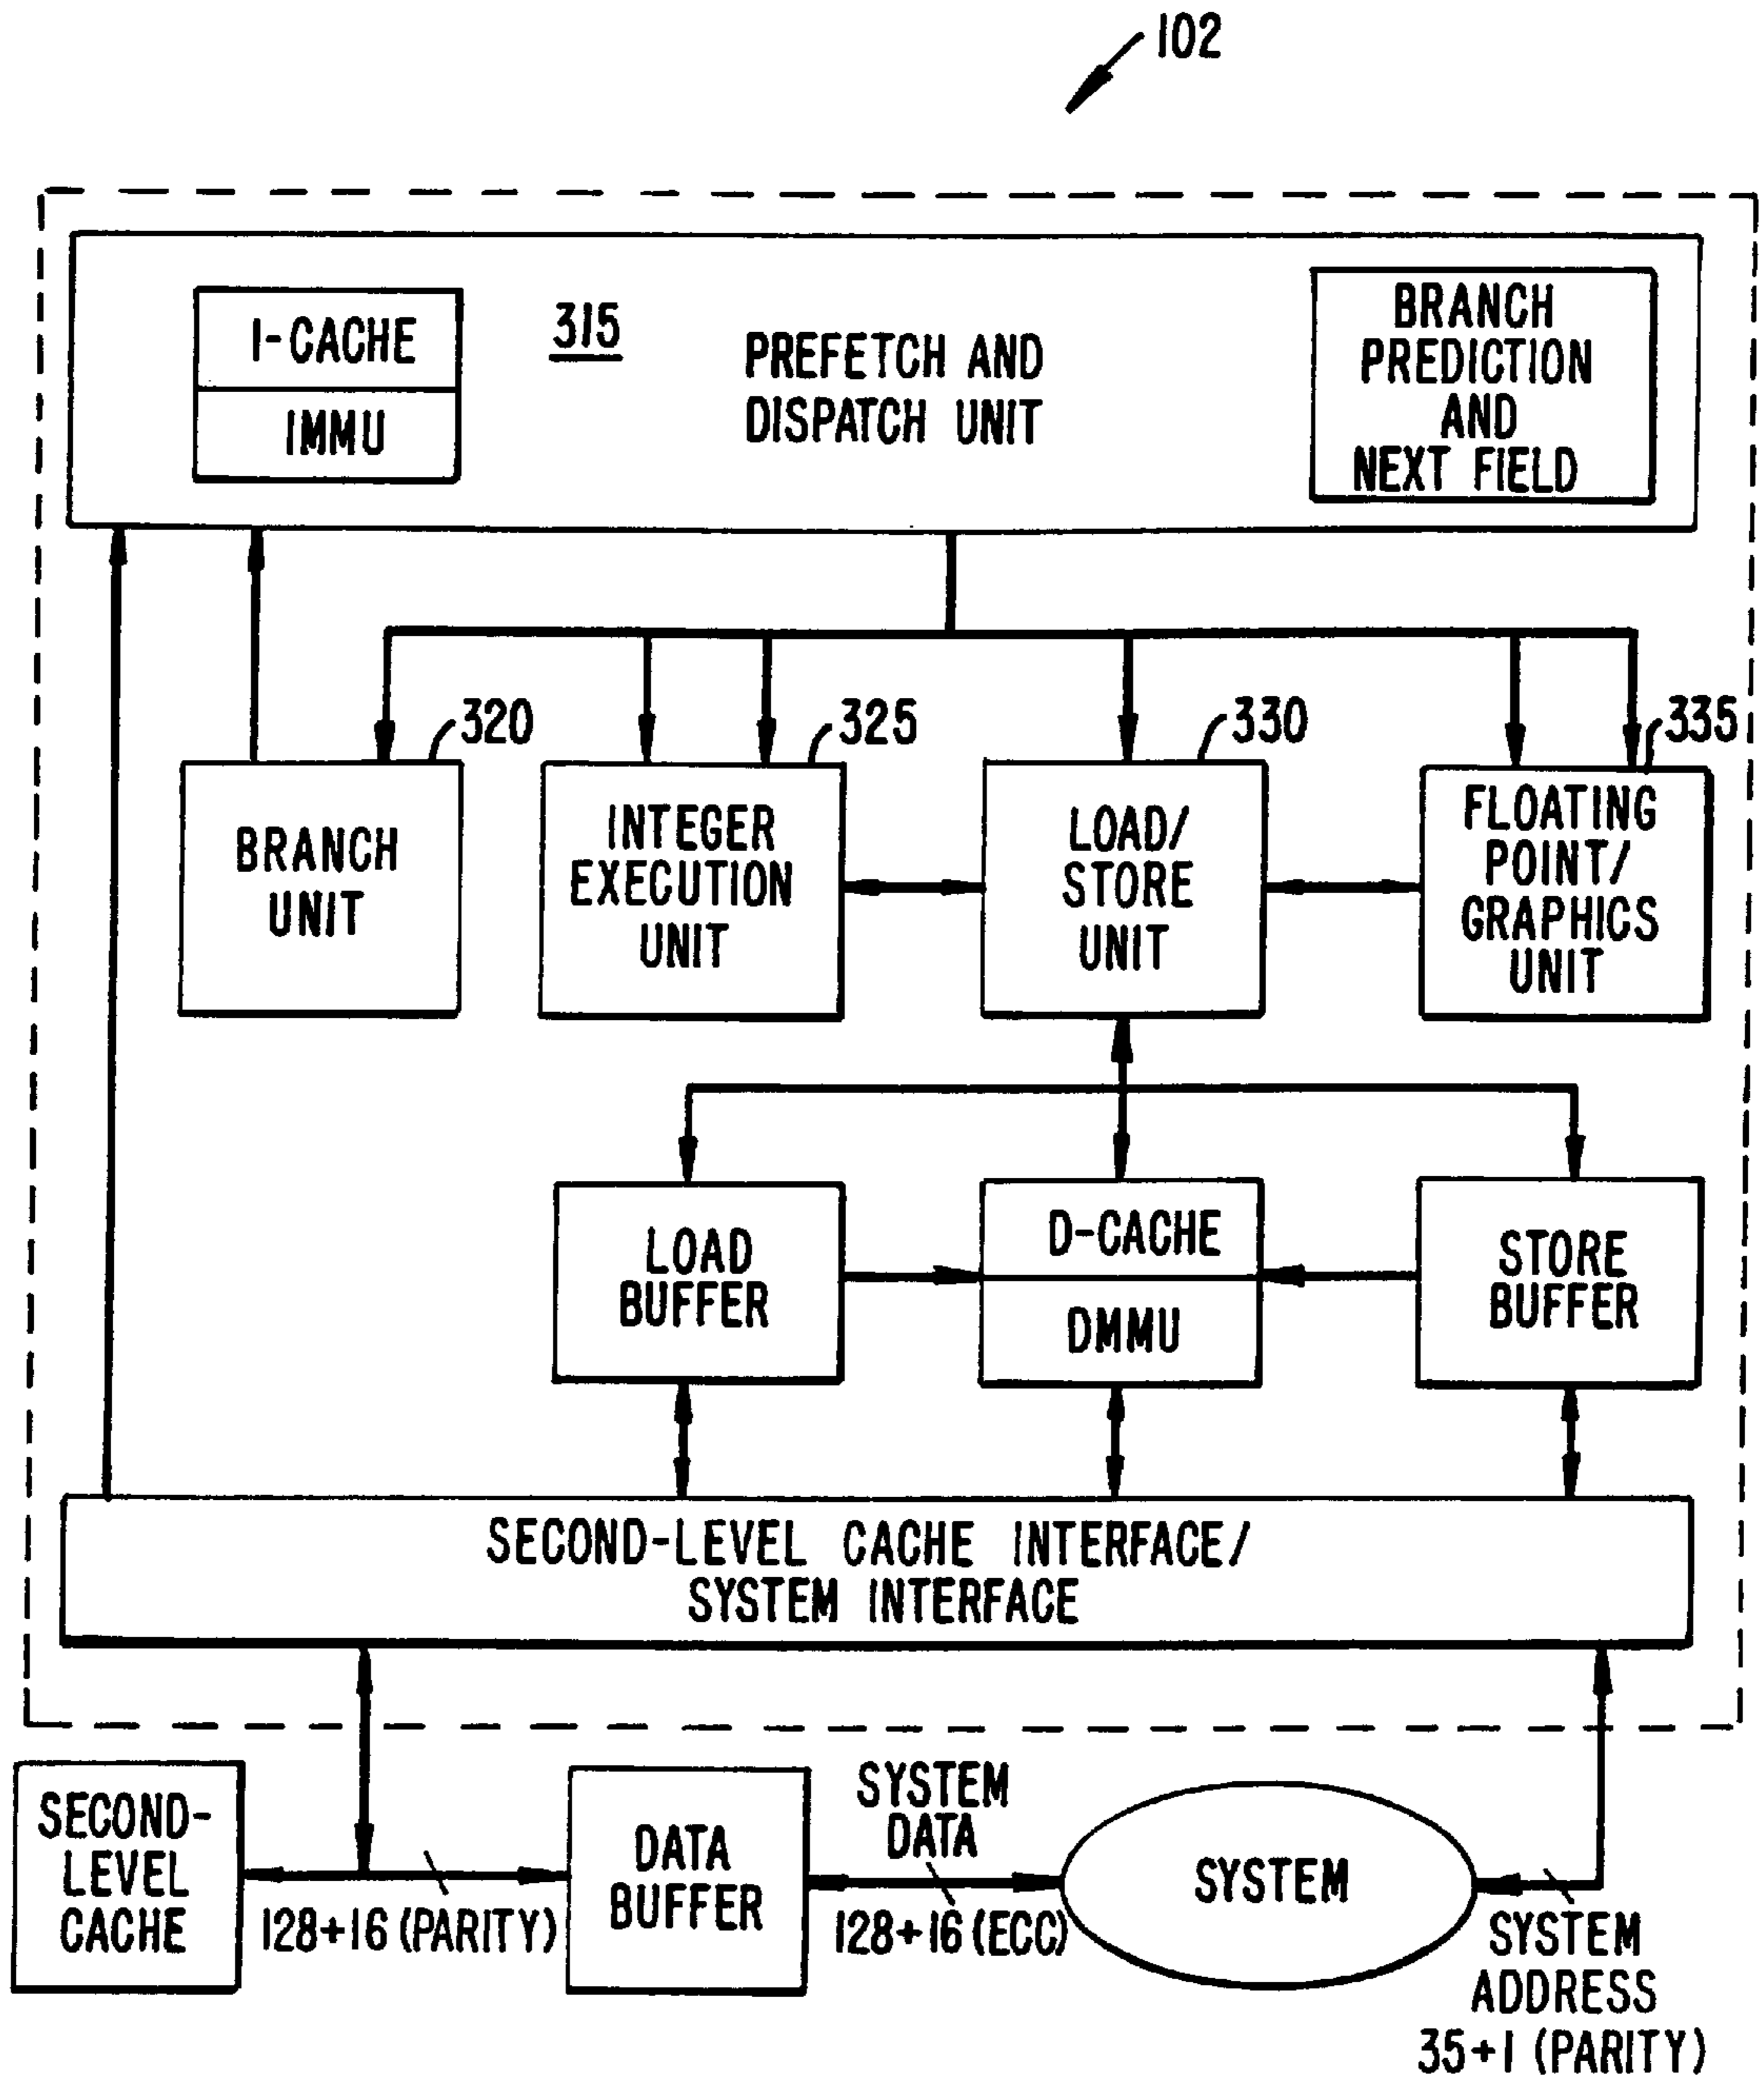 102
I-CACHE
IMMU
315
PREFETCH AND
DISPATCH UNIT
BRANCH
PREDICTION
AND
NEXT FIELD
320
325
330
335
BRANCH
UNIT
INTEGER
EXECUTION
UNIT
LOAD/
STORE
UNIT
FLOATING
POINT/
GRAPHICS
UNIT
LOAD
BUFFER
D-CACHE
DMMU
STORE
BUFFER
SECOND-LEVEL CACHE INTERFACE/
SYSTEM INTERFACE
SECOND-
LEVEL
CACHE
128+16 (PARITY)
DATA
BUFFER
SYSTEM
DATA
128+16 (ECC)
SYSTEM
SYSTEM
ADDRESS
35+1 (PARITY)